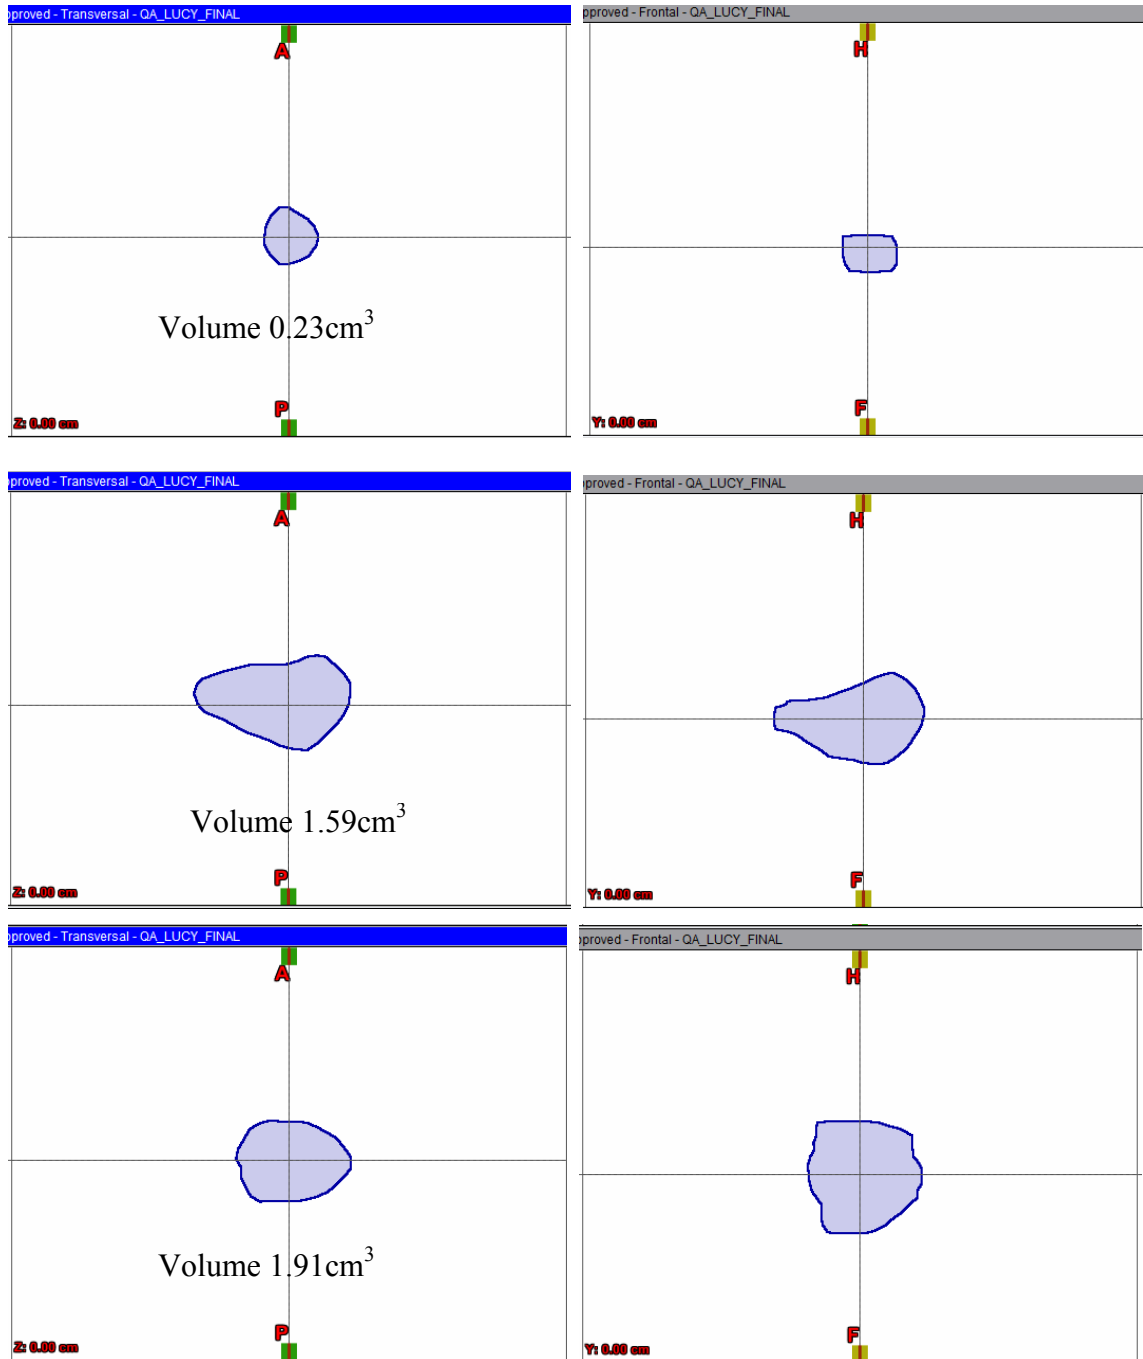 pproved - Transversal - QA_LUCY_FINAL
A
Volume 0.23cm³
P
Z: 0.00 cm
pproved - Frontal - QA_LUCY_FINAL
H
F
Y: 0.00 cm
pproved - Transversal - QA_LUCY_FINAL
A
Volume 1.59cm³
P
Z: 0.00 cm
pproved - Frontal - QA_LUCY_FINAL
H
F
Y: 0.00 cm
pproved - Transversal - QA_LUCY_FINAL
A
Volume 1.91cm³
P
Z: 0.00 cm
pproved - Frontal - QA_LUCY_FINAL
H
F
Y: 0.00 cm